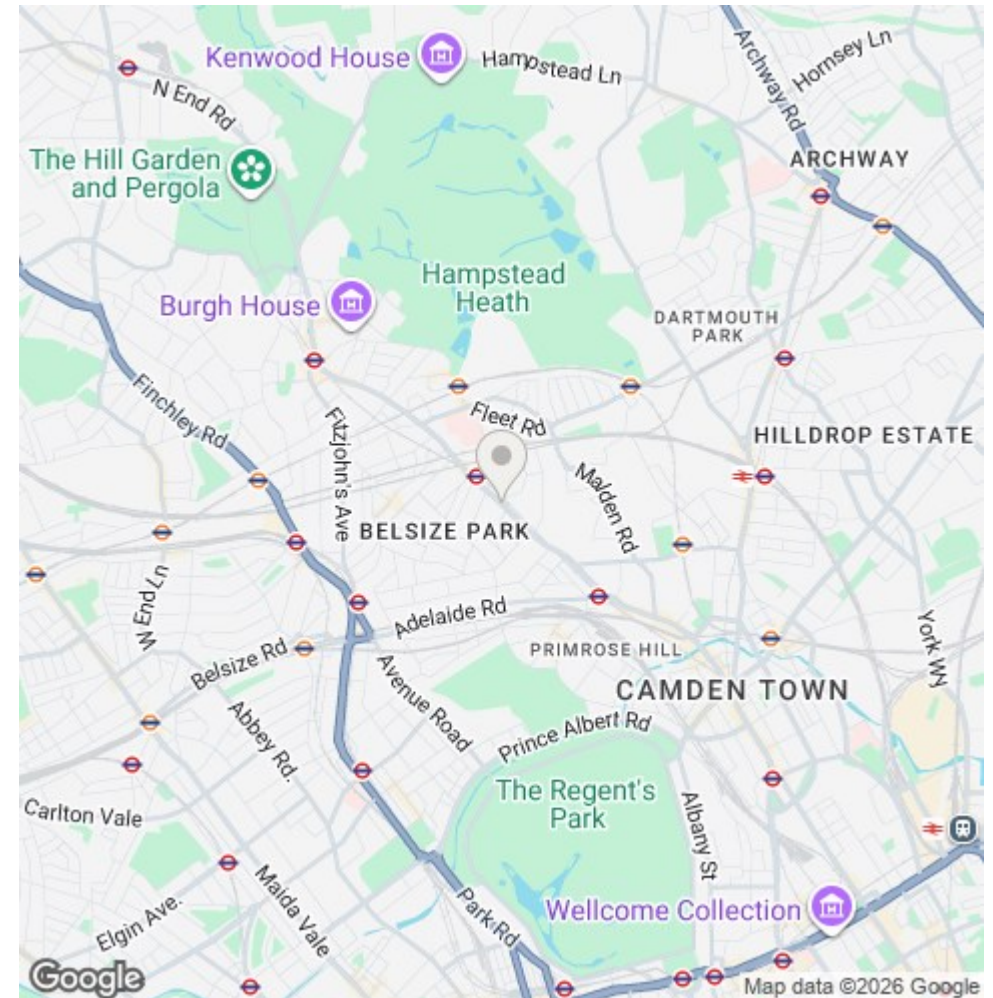 Kenwood House
Hampstead Ln
Hornsey Ln
Archway Rd
N End Rd
The Hill Garden
and Pergola
ARCHWAY
Hampstead
Heath
Burgh House
DARTMOUTH
PARK
Finchley Rd
Fitzjohn's Ave
Fleet Rd
HILLDROP ESTATE
Malden Rd
BELSIZE PARK
W End Ln
Adelaide Rd
York Wy
Belsize Rd
PRIMROSE HILL
Avenue Road
CAMDEN TOWN
Abbey Rd.
Prince Albert Rd
The Regent's
Park
Carlton Vale
Albany St
Maida Vale
Elgin Ave.
Park Rd
Wellcome Collection
Google
Map data ©2026 Google